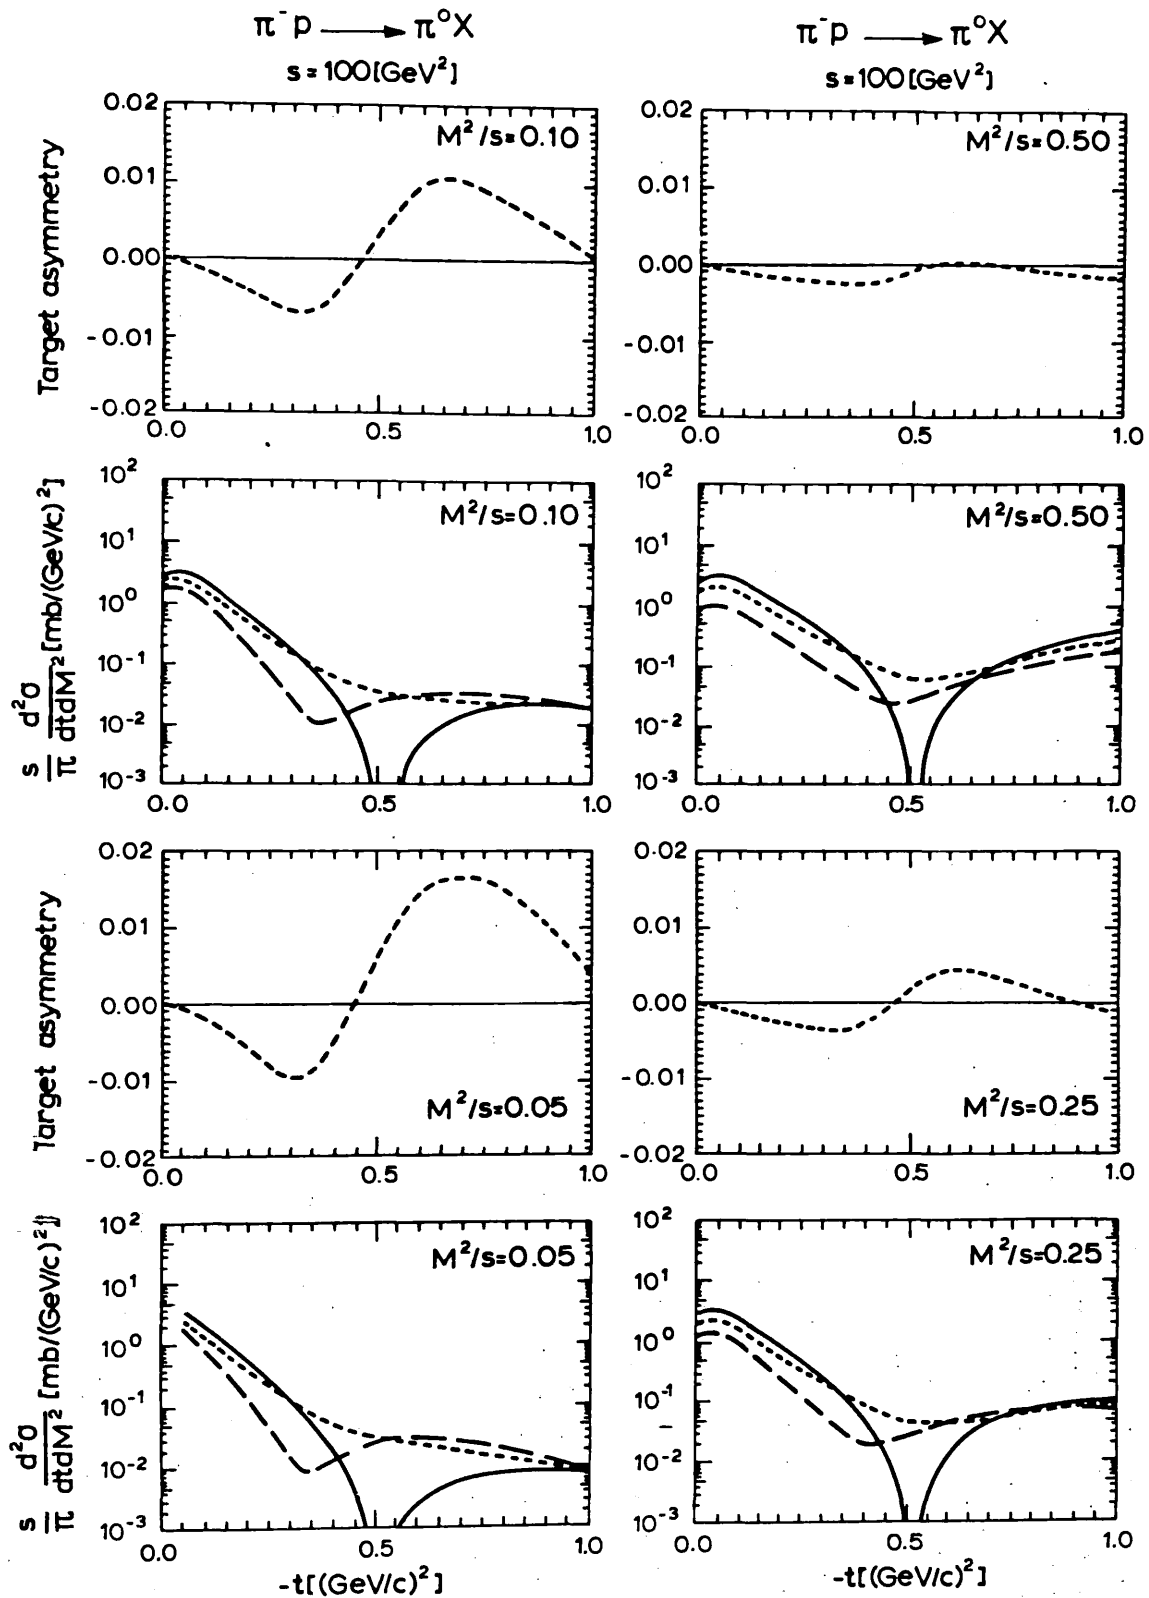 π⁻p ⟶ π⁰X
s=100[GeV²]
π⁻p ⟶ π⁰X
s=100[GeV²]
Target asymmetry
0.02
0.01
0.00
-0.01
-0.02
M²/s=0.10
0.0 0.5 1.0
0.02
0.01
0.00
-0.01
-0.02
M²/s=0.50
0.0 0.5 1.0
s/π d²σ/dtdM² [mb/(GeV/c)²]
10²
10¹
10⁰
10⁻¹
10⁻²
10⁻³
M²/s=0.10
0.0 0.5 1.0
10²
10¹
10⁰
10⁻¹
10⁻²
10⁻³
M²/s=0.50
0.0 0.5 1.0
Target asymmetry
0.02
0.01
0.00
-0.01
-0.02
M²/s=0.05
0.0 0.5 1.0
0.02
0.01
0.00
-0.01
-0.02
M²/s=0.25
0.0 0.5 1.0
s/π d²σ/dtdM² [mb/(GeV/c)²]
10²
10¹
10⁰
10⁻¹
10⁻²
10⁻³
M²/s=0.05
0.0 0.5 1.0
-t[(GeV/c)²]
10²
10¹
10⁰
10⁻¹
10⁻²
10⁻³
M²/s=0.25
0.0 0.5 1.0
-t[(GeV/c)²]